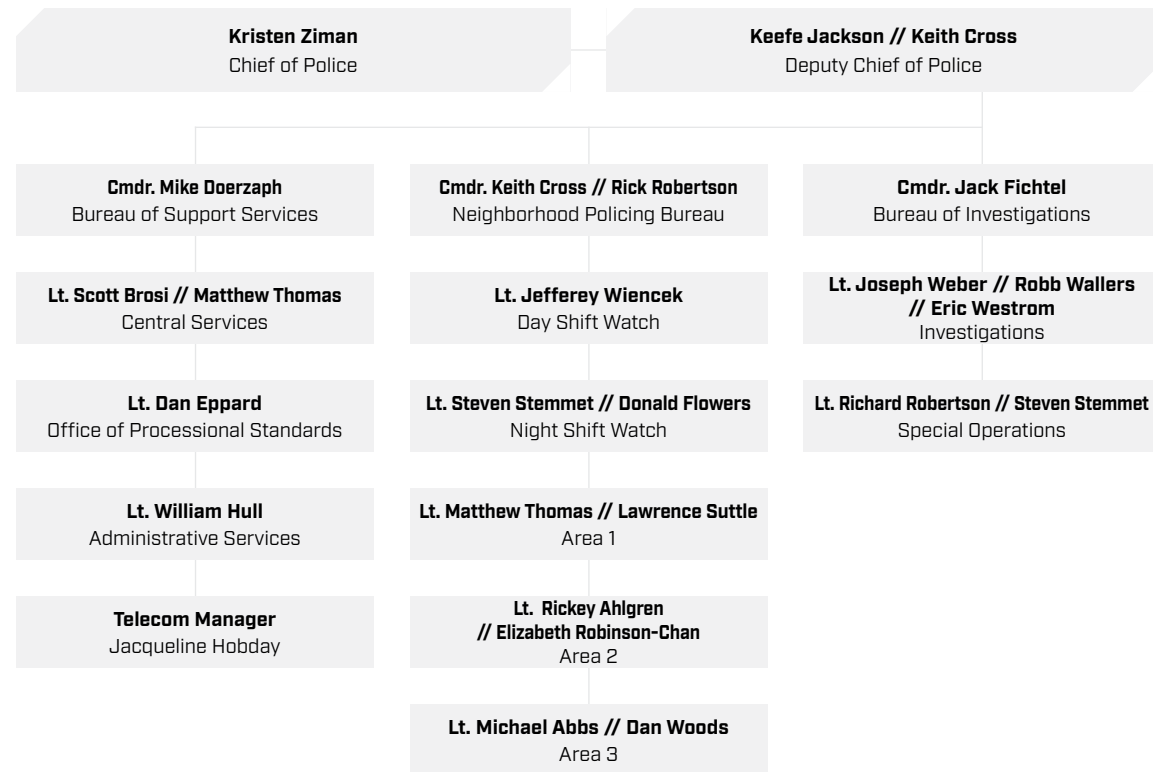 Kristen Ziman
Chief of Police
Keefe Jackson // Keith Cross
Deputy Chief of Police
Cmdr. Mike Doerzaph
Bureau of Support Services
Cmdr. Keith Cross // Rick Robertson
Neighborhood Policing Bureau
Cmdr. Jack Fichtel
Bureau of Investigations
Lt. Scott Brosi // Matthew Thomas
Central Services
Lt. Jefferey Wiencek
Day Shift Watch
Lt. Joseph Weber // Robb Wallers
// Eric Westrom
Investigations
Lt. Dan Eppard
Office of Processional Standards
Lt. Steven Stemmet // Donald Flowers
Night Shift Watch
Lt. Richard Robertson // Steven Stemmet
Special Operations
Lt. William Hull
Administrative Services
Lt. Matthew Thomas // Lawrence Suttle
Area 1
Telecom Manager
Jacqueline Hobday
Lt. Rickey Ahlgren
// Elizabeth Robinson-Chan
Area 2
Lt. Michael Abbs // Dan Woods
Area 3